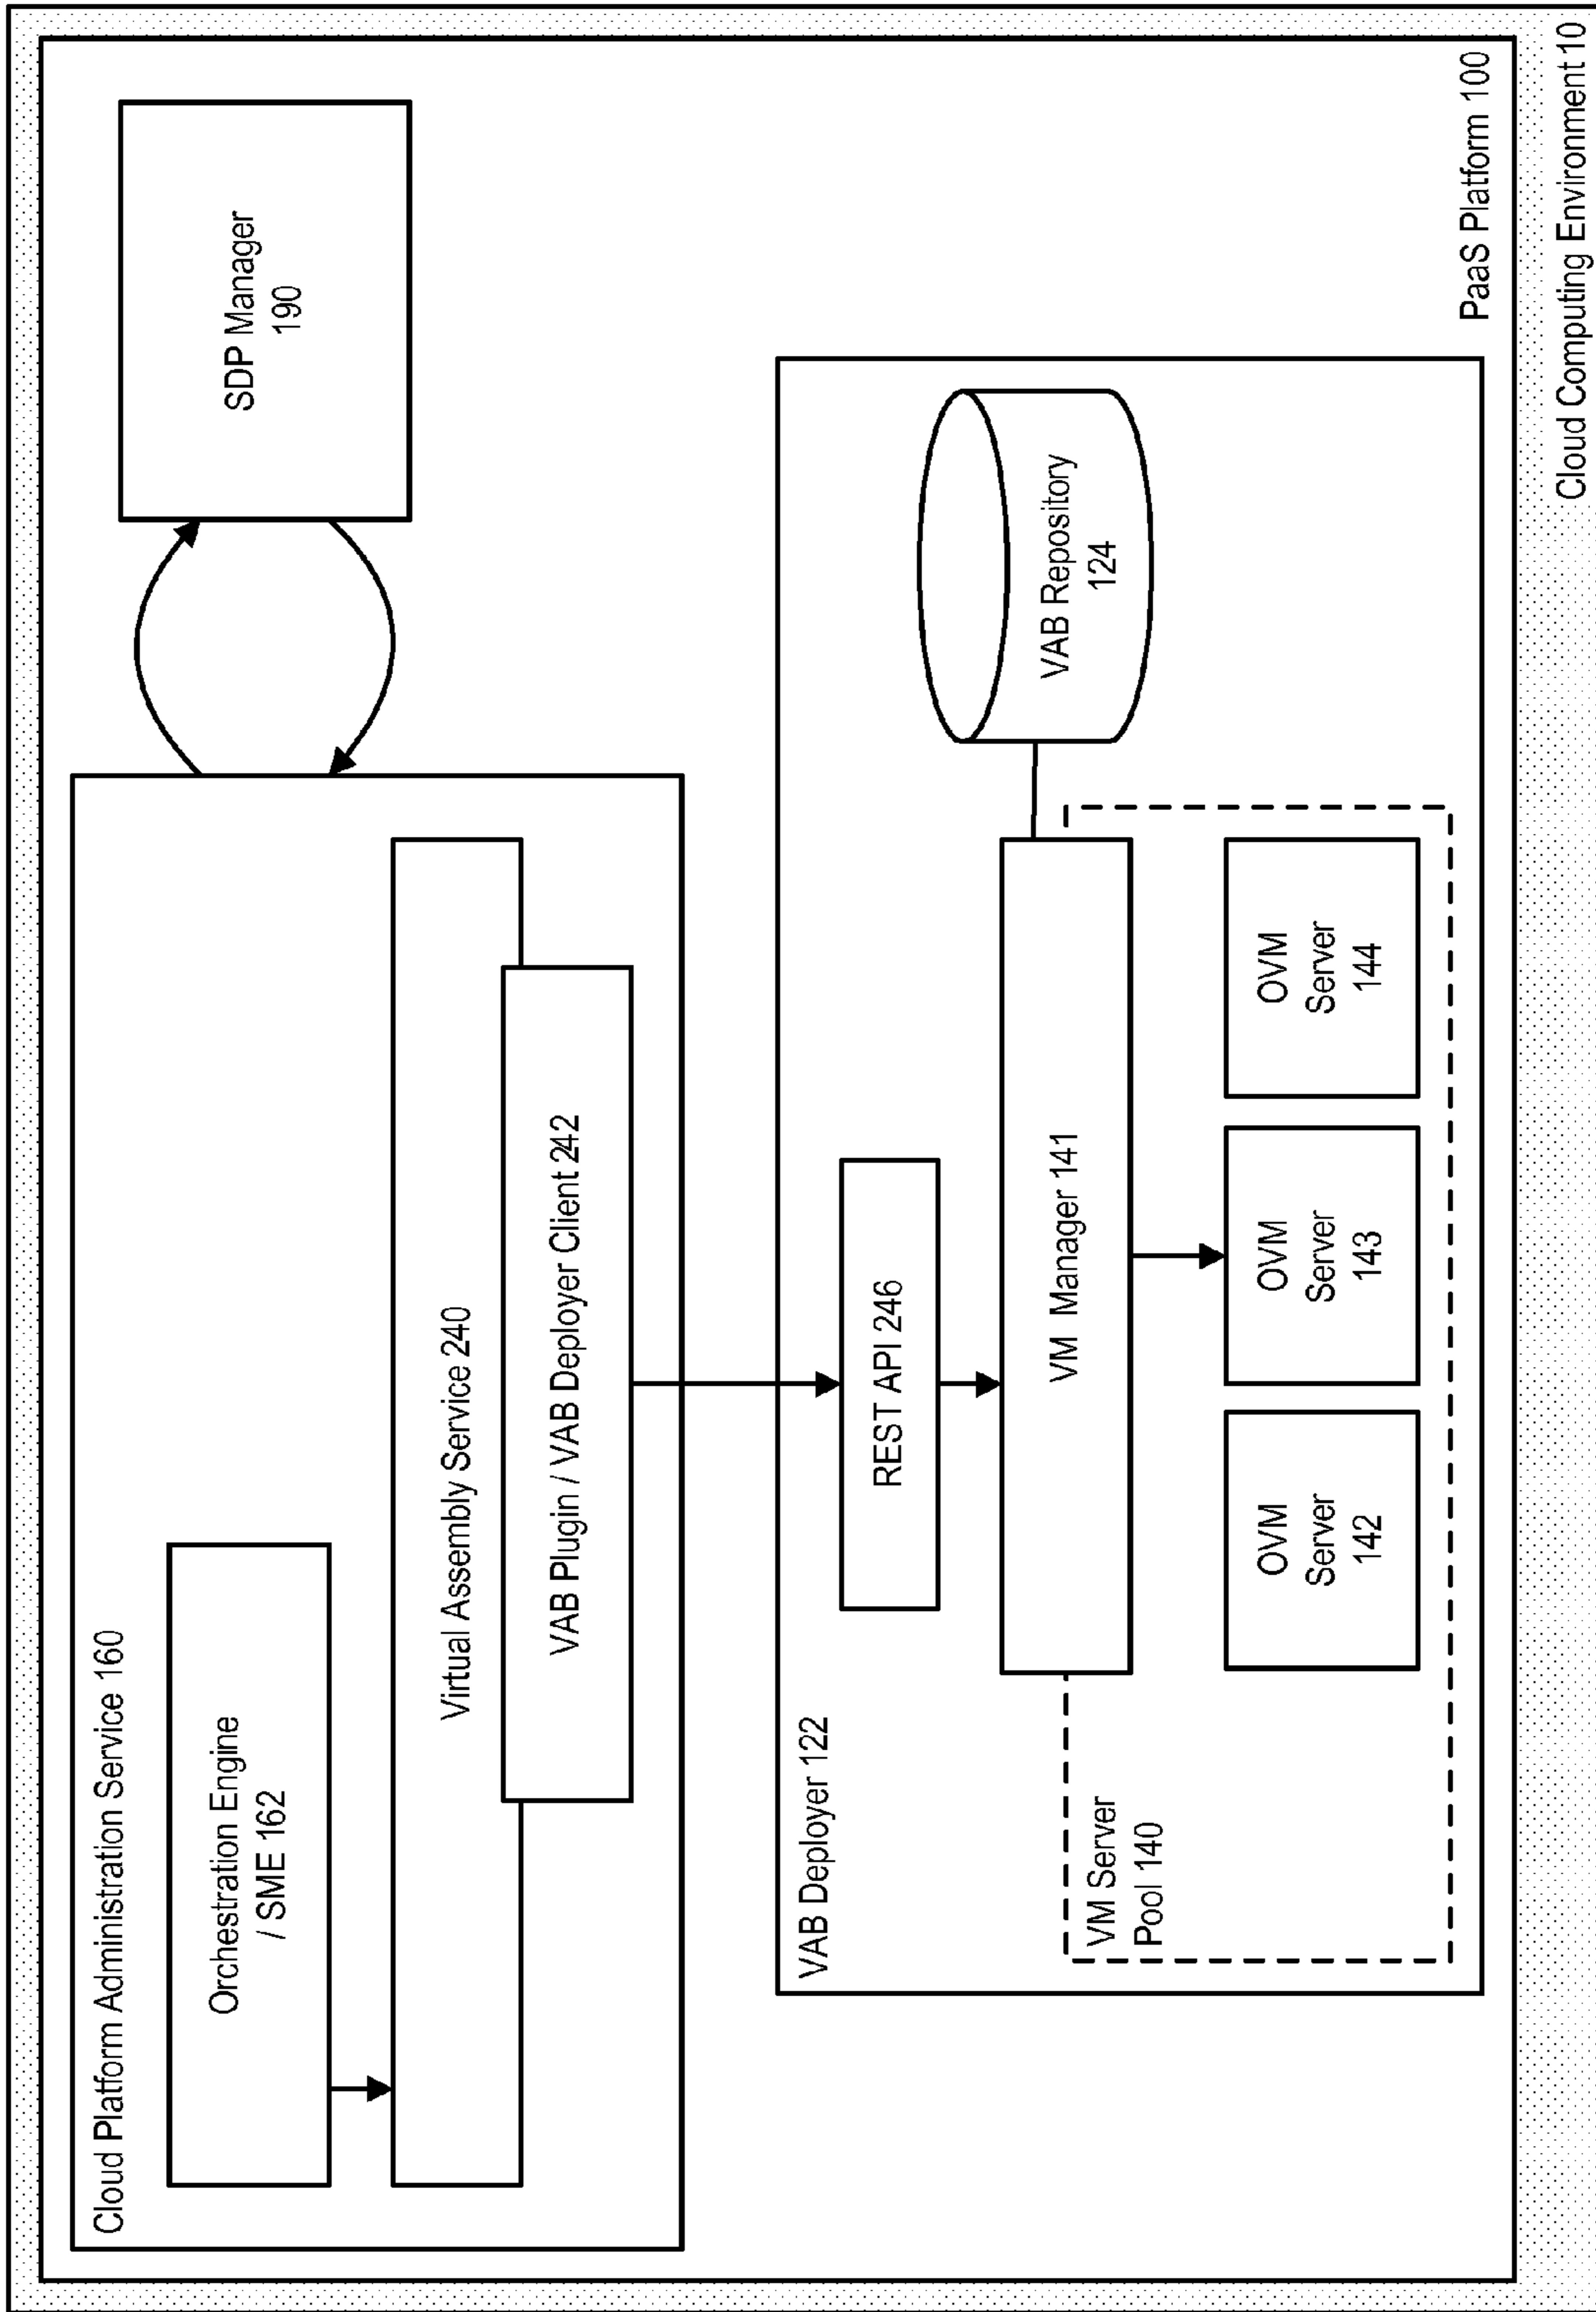 Cloud Platform Administration Service 160
Orchestration Engine
/ SME 162
Virtual Assembly Service 240
VAB Plugin / VAB Deployer Client 242
SDP Manager
190
VAB Deployer 122
REST API 246
VM Manager 141
VAB Repository
124
VM Server
Pool 140
OVM
Server
142
OVM
Server
143
OVM
Server
144
PaaS Platform 100
Cloud Computing Environment 10